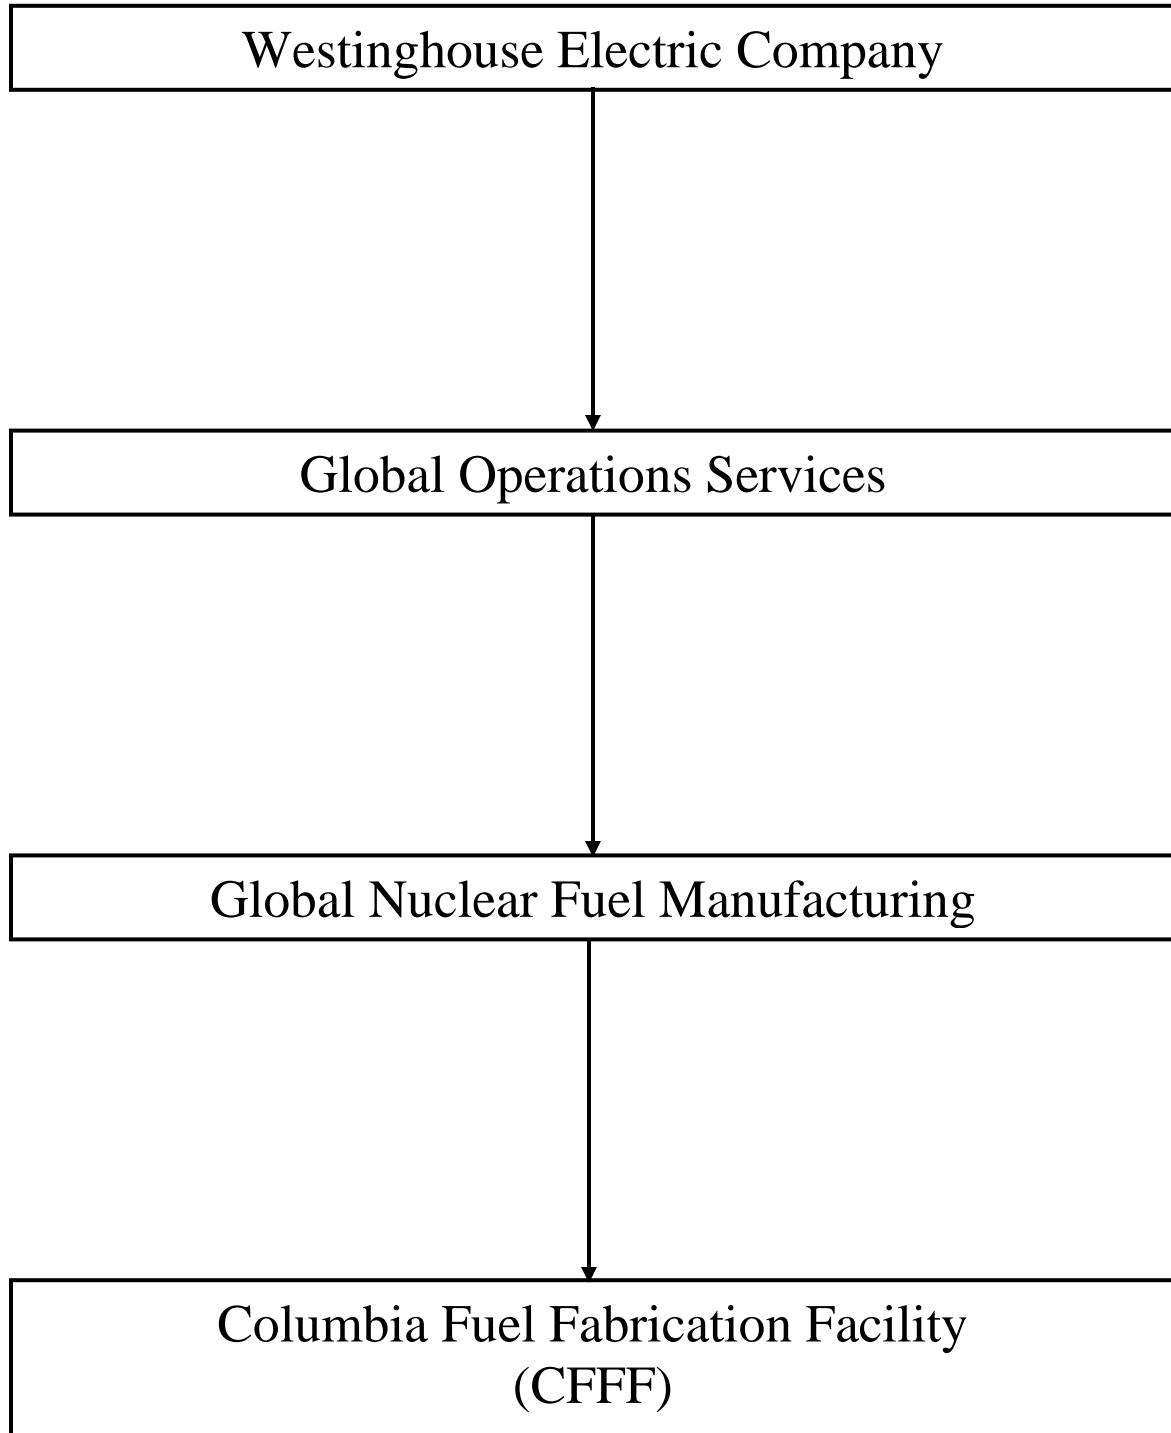 Westinghouse Electric Company
Global Operations Services
Global Nuclear Fuel Manufacturing
Columbia Fuel Fabrication Facility
(CFFF)